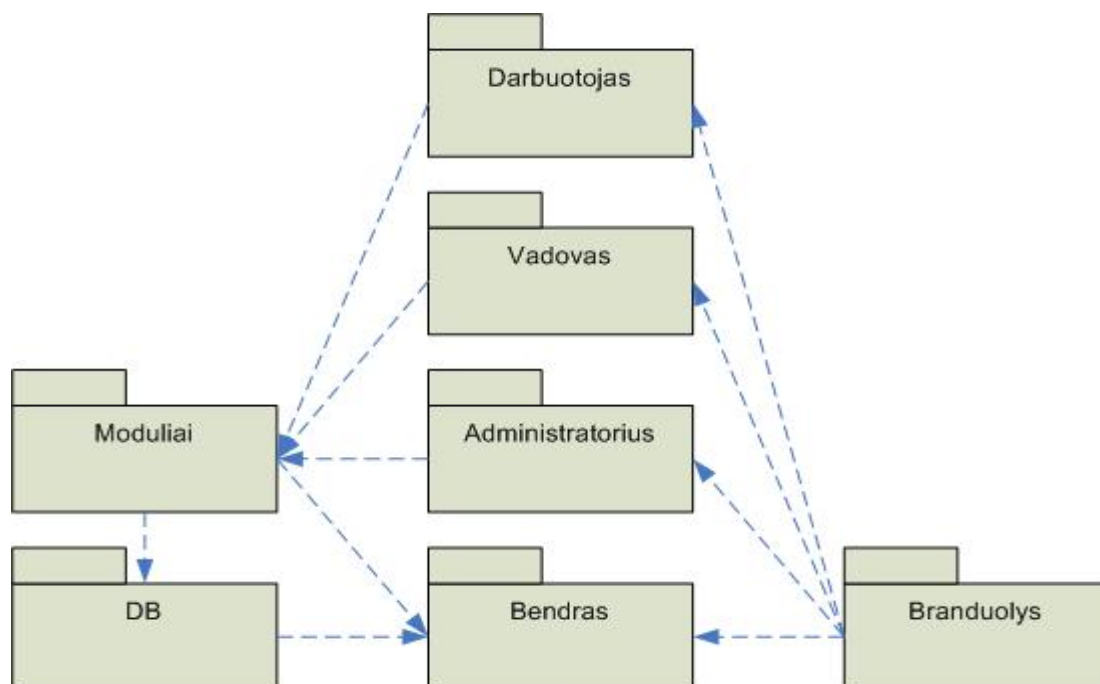 Darbuotojas
Vadovas
Moduliai
Administratorius
DB
Bendras
Branduolys